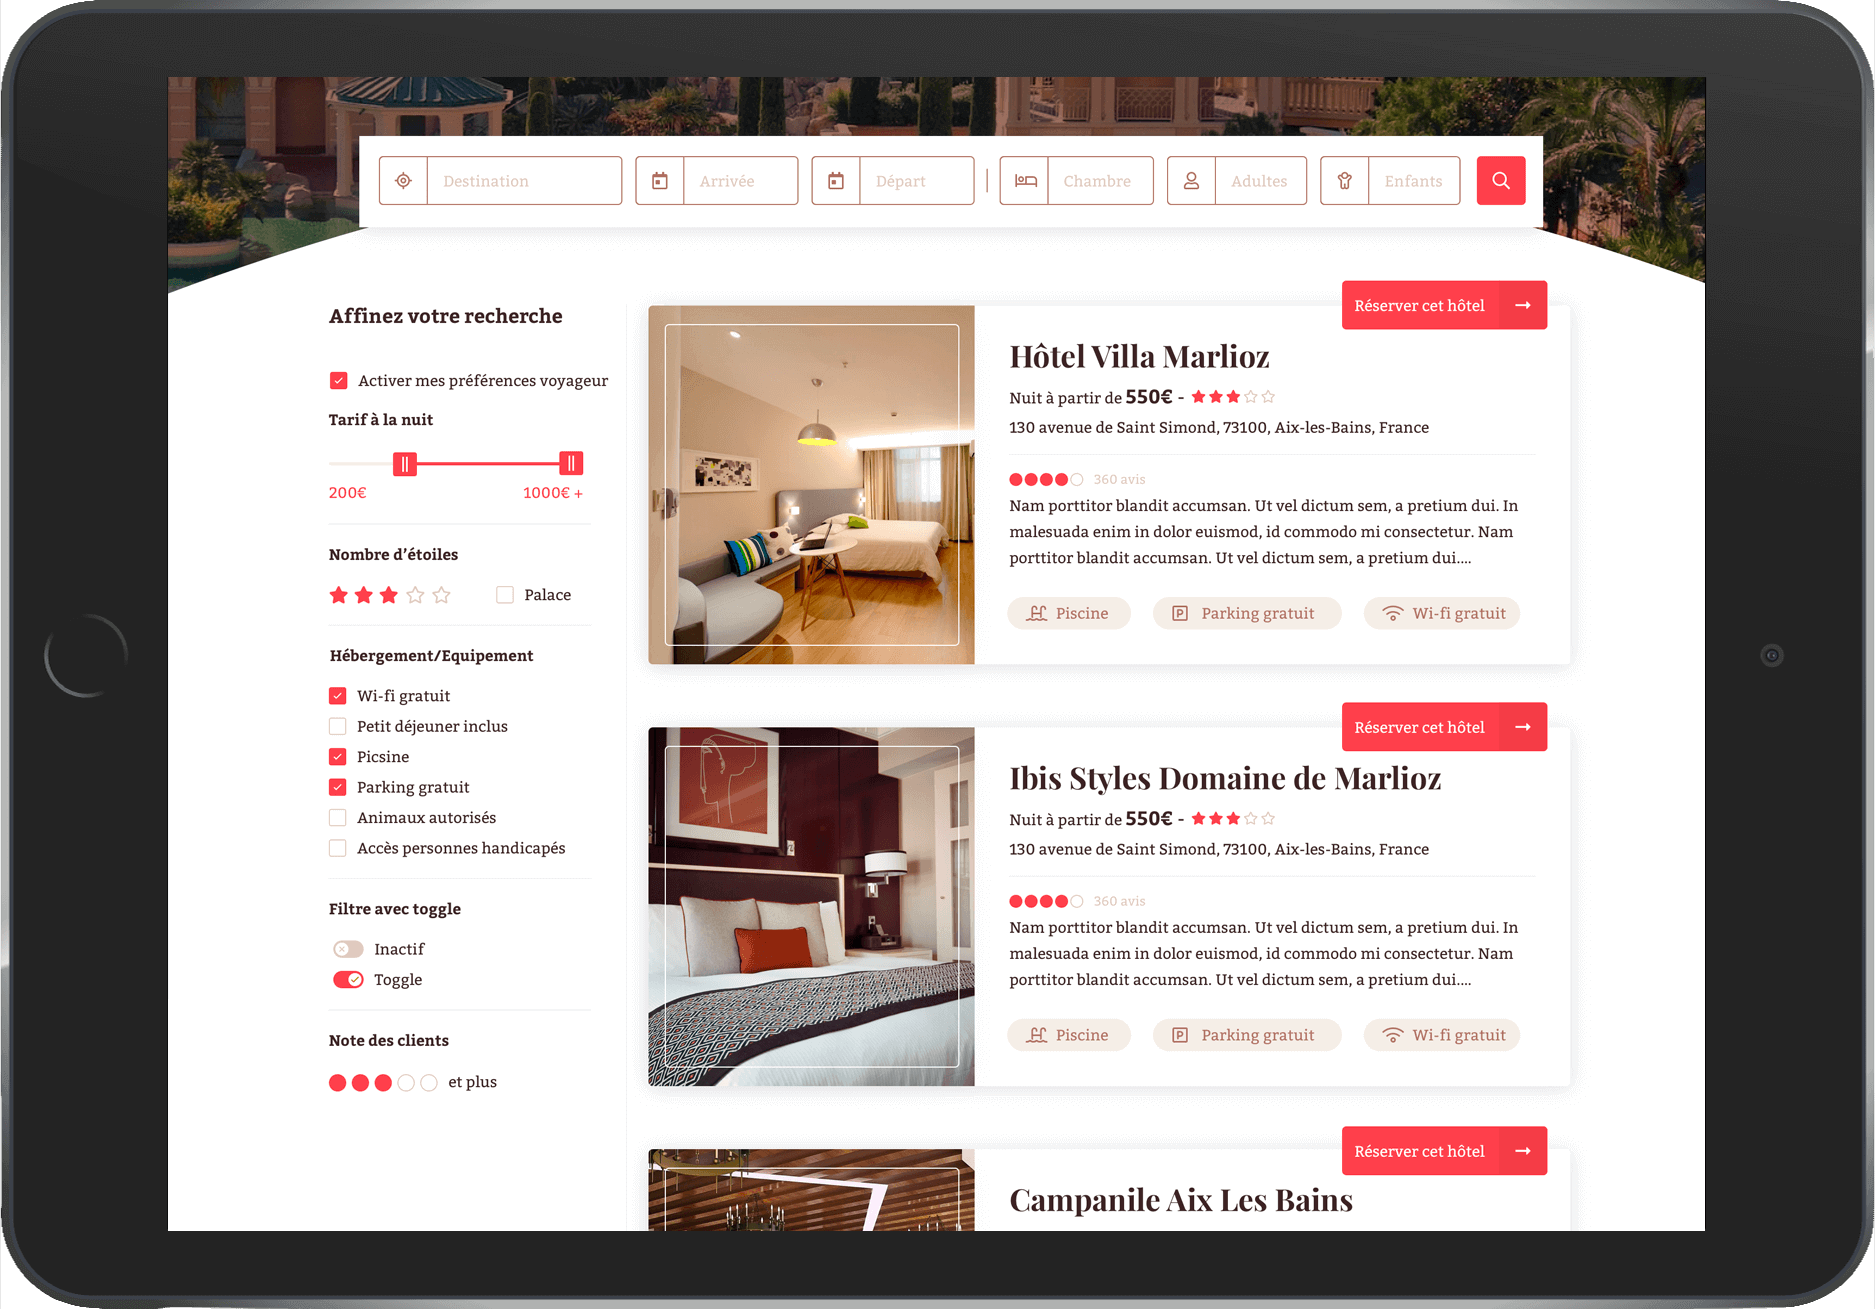 Destination
Arrivée
Départ
Chambre
Adultes
Enfants
Affinez votre recherche
Activer mes préférences voyageur
Tarif à la nuit
200€
1000€ +
Nombre d’étoiles
Palace
Hébergement/Equipement
Wi-fi gratuit
Petit déjeuner inclus
Picsine
Parking gratuit
Animaux autorisés
Accès personnes handicapés
Filtre avec toggle
Inactif
Toggle
Note des clients
et plus
Réserver cet hôtel
Hôtel Villa Marlioz
Nuit à partir de 550€ -
130 avenue de Saint Simond, 73100, Aix-les-Bains, France
360 avis
Nam porttitor blandit accumsan. Ut vel dictum sem, a pretium dui. In
malesuada enim in dolor euismod, id commodo mi consectetur. Nam
porttitor blandit accumsan. Ut vel dictum sem, a pretium dui....
Piscine
Parking gratuit
Wi-fi gratuit
Réserver cet hôtel
Ibis Styles Domaine de Marlioz
Nuit à partir de 550€ -
130 avenue de Saint Simond, 73100, Aix-les-Bains, France
360 avis
Nam porttitor blandit accumsan. Ut vel dictum sem, a pretium dui. In
malesuada enim in dolor euismod, id commodo mi consectetur. Nam
porttitor blandit accumsan. Ut vel dictum sem, a pretium dui....
Piscine
Parking gratuit
Wi-fi gratuit
Réserver cet hôtel
Campanile Aix Les Bains